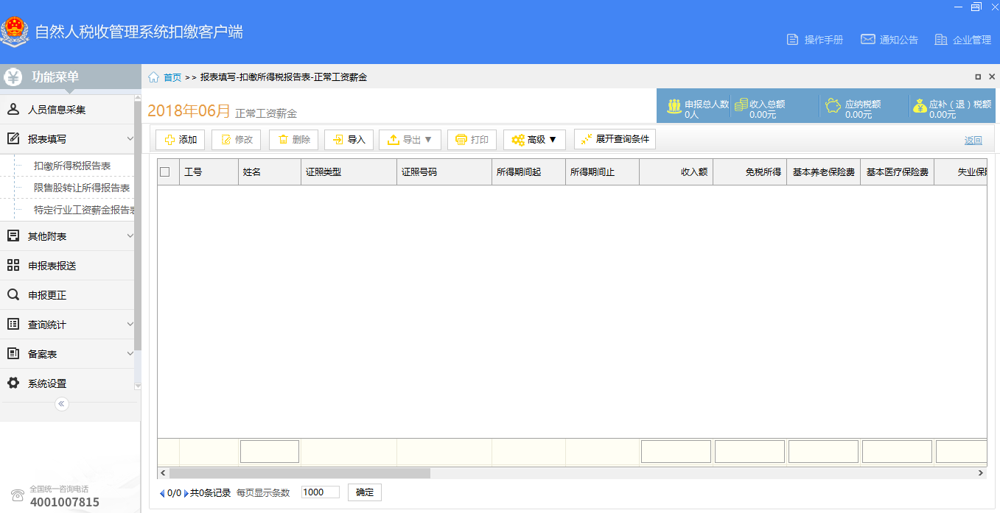 自然人税收管理系统扣缴客户端
操作手册 通知公告 企业管理
功能菜单
人员信息采集
报表填写
扣缴所得税报告表
限售股转让所得报告表
特定行业工资薪金报告表
其他附表
申报表报送
申报更正
查询统计
备案表
系统设置
全国统一咨询电话
4001007815
首页 >> 报表填写-扣缴所得税报告表-正常工资薪金
2018年06月 正常工资薪金
申报总人数 收入总额 应纳税额 应补（退）税额
0人 0.00元 0.00元 0.00元
添加 修改 删除 导入 导出 ▼ 打印 高级 ▼ 展开查询条件 返回
工号 姓名 证照类型 证照号码 所得期间起 所得期间止 收入额 免税所得 基本养老保险费 基本医疗保险费 失业保
0/0 共0条记录 每页显示条数 1000 确定